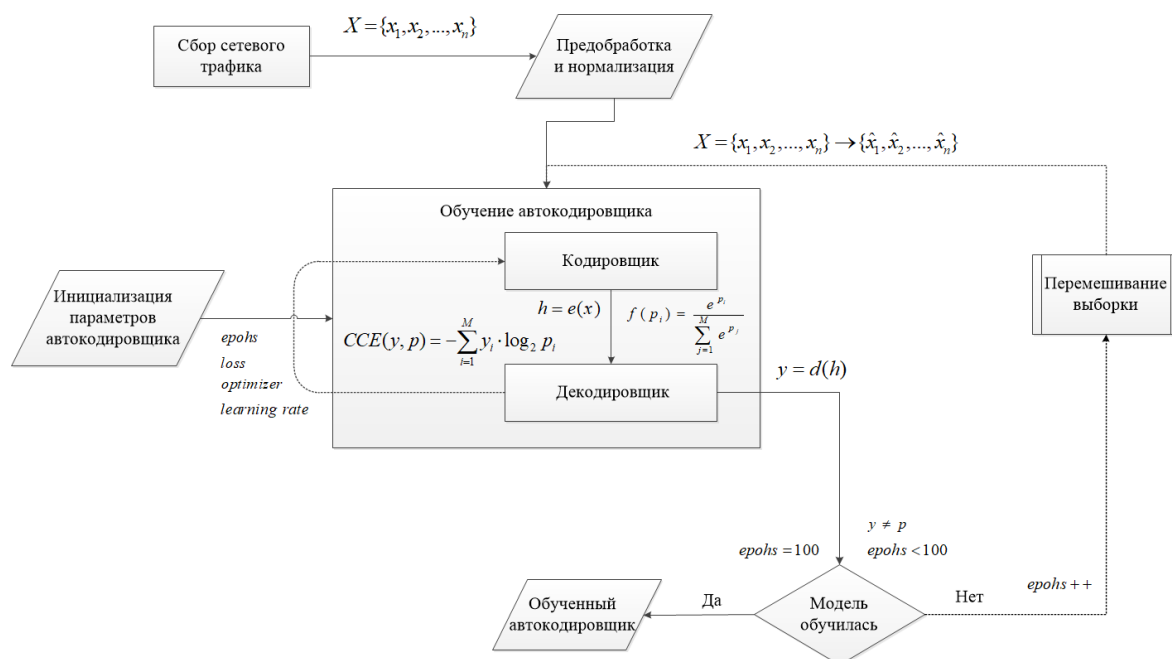 X = {x₁, x₂, ..., xₙ}
Сбор сетевого
трафика
Предобработка
и нормализация
X = {x₁, x₂, ..., xₙ} → {x̂₁, x̂₂, ..., x̂ₙ}
Обучение автокодировщика
Кодировщик
Инициализация
параметров
автокодировщика
epohs
loss
optimizer
learning rate
h = e(x)
f(pᵢ) = e^{pᵢ} / ∑_{j=1}^{M} e^{pⱼ}
CCE(y, p) = −∑_{i=1}^{M} yᵢ · log₂ pᵢ
Декодировщик
y = d(h)
Перемешивание
выборки
y ≠ p
epohs = 100
epohs < 100
Да
Модель
обучилась
Нет
epohs + +
Обученный
автокодировщик